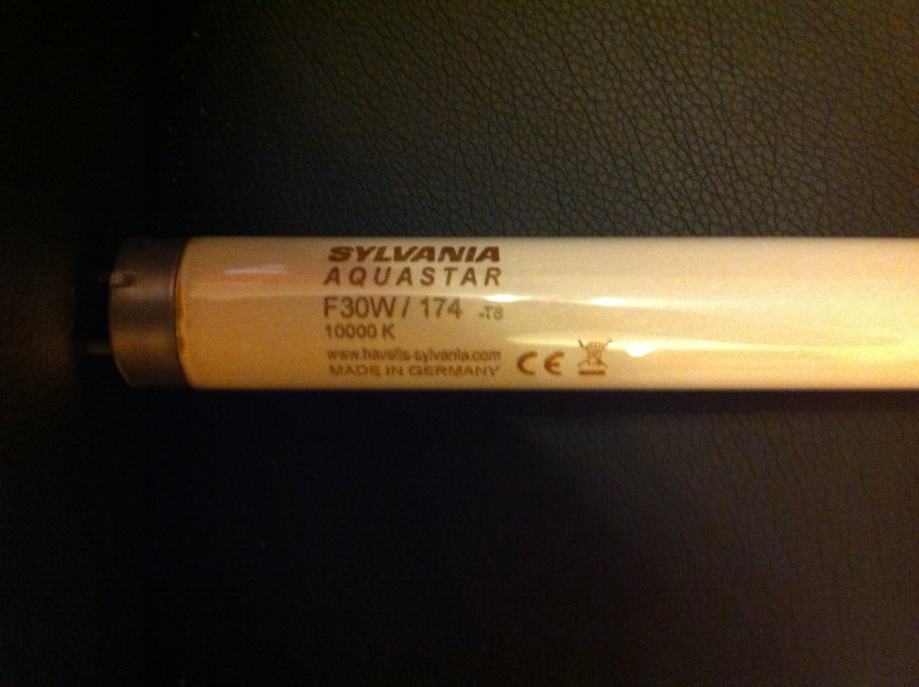 SYLVANIA
AQUASTAR
F30W / 174 -T8
10000 K
www.havells-sylvania.com
MADE IN GERMANY CE